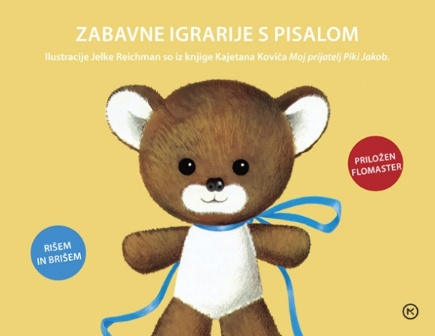 ZABAVNE IGRARIJE S PISALOM
Ilustracije Jelke Reichman so iz knjige Kajetana Koviča Moj prijatelj Piki Jakob.
PRILOŽEN
FLOMASTER
RIŠEM
IN BRIŠEM